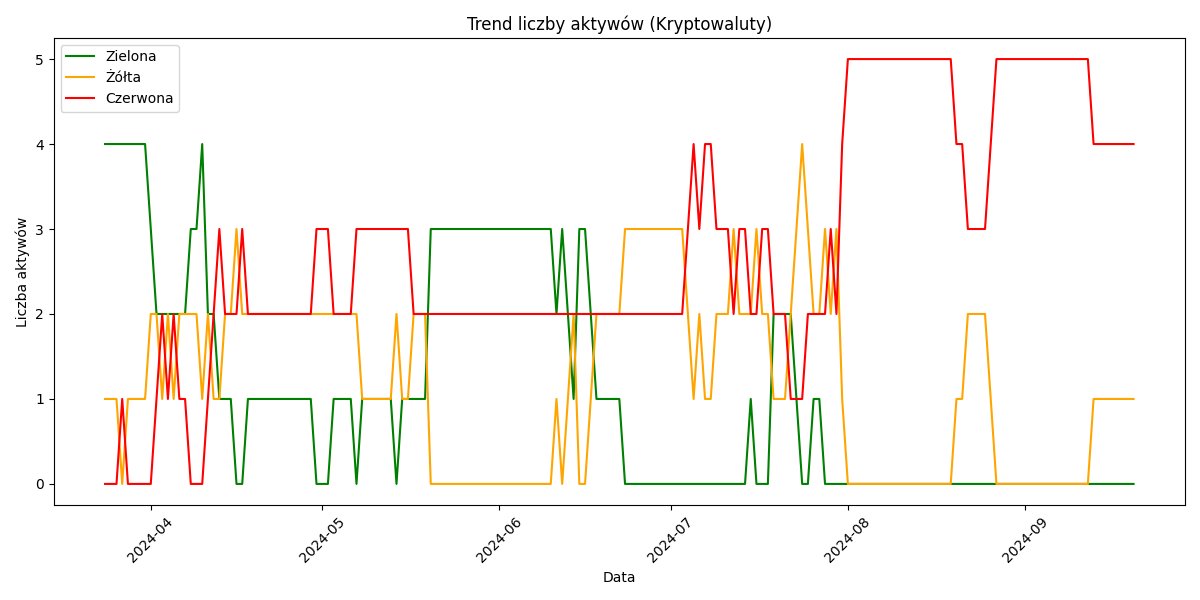 Trend liczby aktywów (Kryptowaluty)
Zielona
Żółta
Czerwona
Liczba aktywów
5
4
3
2
1
0
2024-04
2024-05
2024-06
2024-07
2024-08
2024-09
Data